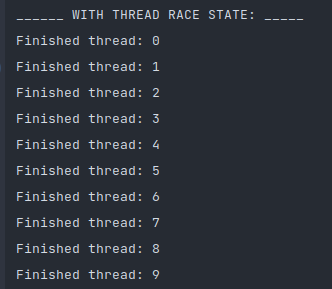 ______ WITH THREAD RACE STATE: _____
Finished thread: 0
Finished thread: 1
Finished thread: 2
Finished thread: 3
Finished thread: 4
Finished thread: 5
Finished thread: 6
Finished thread: 7
Finished thread: 8
Finished thread: 9